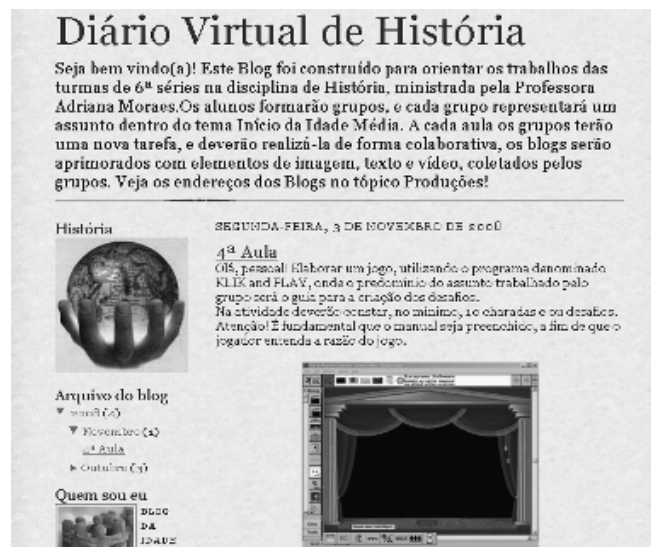 Diário Virtual de História
Seja bem vindo(a)! Este Blog foi construído para orientar os trabalhos das
turmas de 6ª séries na disciplina de História, ministrada pela Professora
Adriana Moraes.Os alunos formarão grupos, e cada grupo representará um
assunto dentro do tema Início da Idade Média. A cada aula os grupos terão
uma nova tarefa, e deverão realizá-la de forma colaborativa, os blogs serão
aprimorados com elementos de imagem, texto e vídeo, coletados pelos
grupos. Veja os endereços dos Blogs no tópico Produções!
História
SEGUNDA-FEIRA, 3 DE NOVEMBRO DE 2008
4ª Aula
Olá, pessoal! Elaborar um jogo, utilizando o programa denominado
KLIK and PLAY, onde o predomínio do assunto trabalhado pelo
grupo será o guia para a criação dos desafios.
Na atividade deverão constar, no mínimo, 10 charadas e ou desafios.
Atenção! É fundamental que o manual seja preenchido, a fim de que o
jogador entenda a razão do jogo.
Arquivo do blog
▼ 2008 (4)
▼ Novembro (1)
4ª Aula
► Outubro (3)
Quem sou eu
BLOG
DA
IDADE